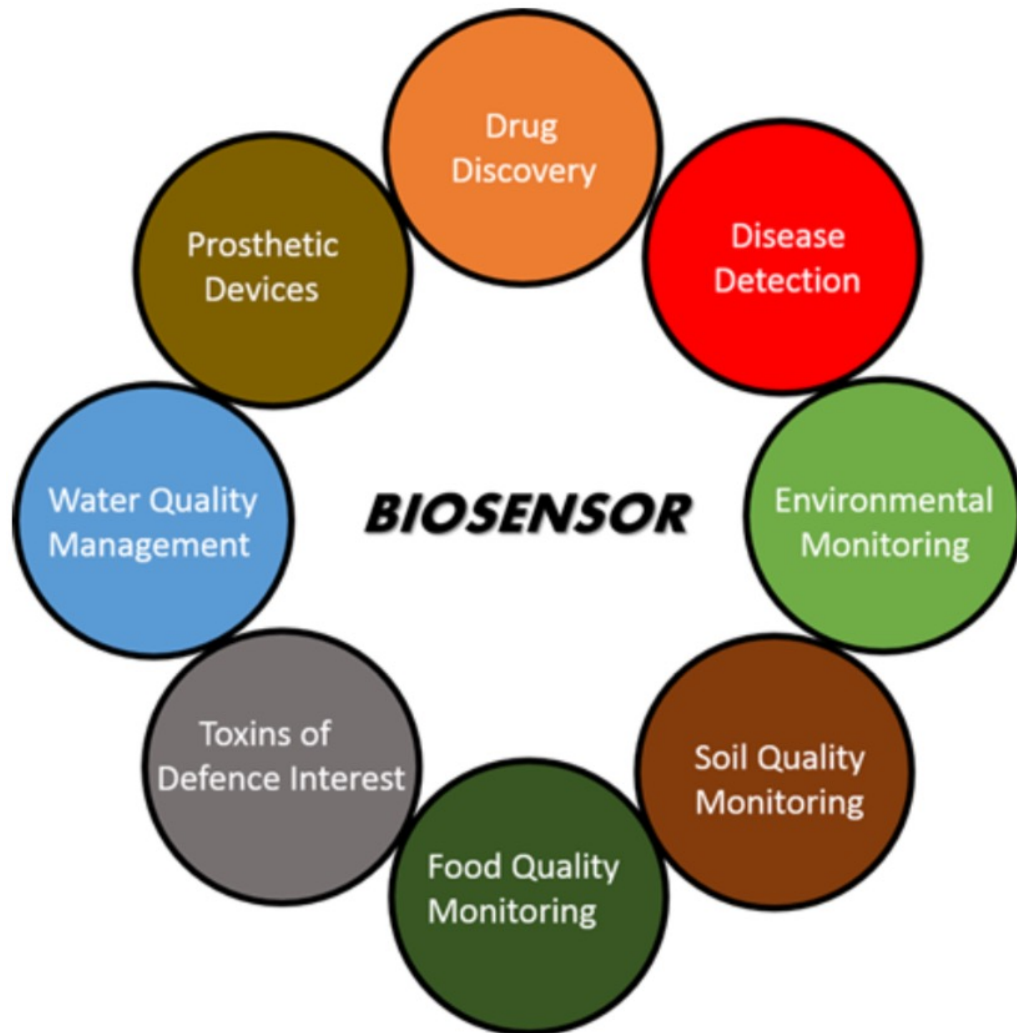 Drug
Discovery
Disease
Detection
Environmental
Monitoring
Soil Quality
Monitoring
Food Quality
Monitoring
Toxins of
Defence Interest
Water Quality
Management
Prosthetic
Devices
BIOSENSOR